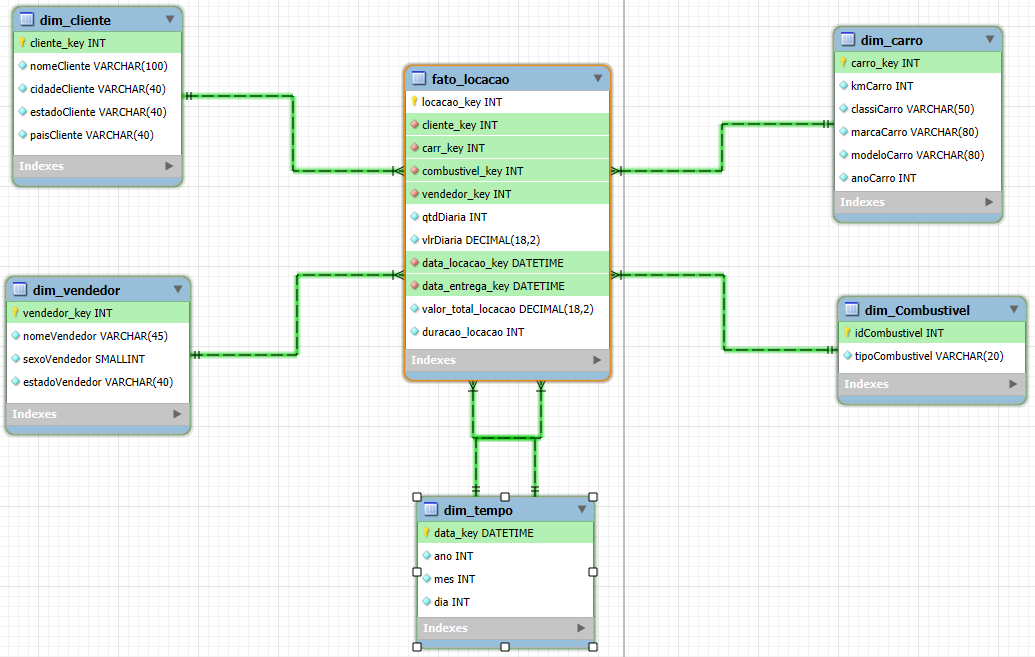 dim_cliente
cliente_key INT
nomeCliente VARCHAR(100)
cidadeCliente VARCHAR(40)
estadoCliente VARCHAR(40)
paisCliente VARCHAR(40)
Indexes
dim_vendedor
vendedor_key INT
nomeVendedor VARCHAR(45)
sexoVendedor SMALLINT
estadoVendedor VARCHAR(40)
Indexes
fato_locacao
locacao_key INT
cliente_key INT
carr_key INT
combustivel_key INT
vendedor_key INT
qtdDiaria INT
vlrDiaria DECIMAL(18,2)
data_locacao_key DATETIME
data_entrega_key DATETIME
valor_total_locacao DECIMAL(18,2)
duracao_locacao INT
Indexes
dim_tempo
data_key DATETIME
ano INT
mes INT
dia INT
Indexes
dim_carro
carro_key INT
kmCarro INT
classiCarro VARCHAR(50)
marcaCarro VARCHAR(80)
modeloCarro VARCHAR(80)
anoCarro INT
Indexes
dim_Combustivel
idCombustivel INT
tipoCombustivel VARCHAR(20)
Indexes